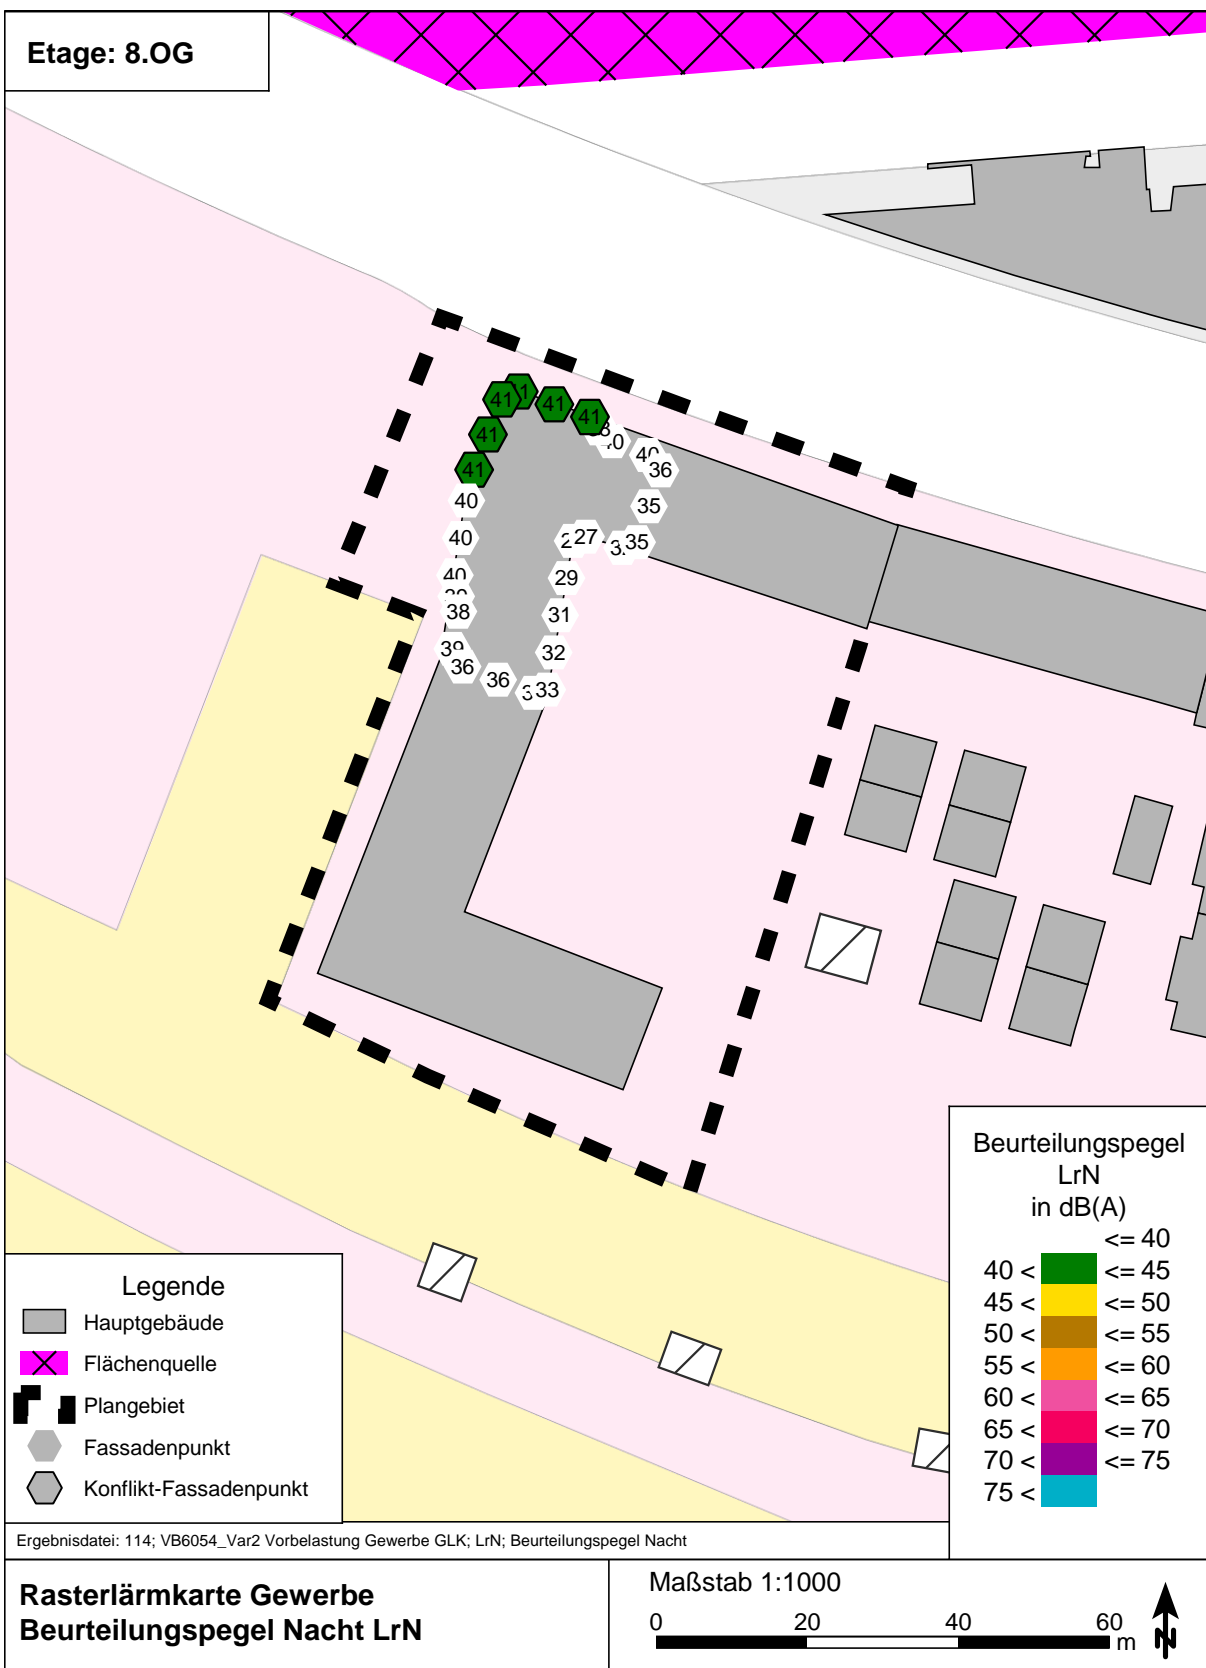 Etage: 8.OG
41
41
41
41
41
40
36
40
35
40
27
35
40
29
38
31
39
32
36
36
33
Beurteilungspegel
LrN
in dB(A)
<= 40
40 < <= 45
45 < <= 50
50 < <= 55
55 < <= 60
60 < <= 65
65 < <= 70
70 < <= 75
75 <
Legende
Hauptgebäude
Flächenquelle
Plangebiet
Fassadenpunkt
Konflikt-Fassadenpunkt
Ergebnisdatei: 114; VB6054_Var2 Vorbelastung Gewerbe GLK; LrN; Beurteilungspegel Nacht
Rasterlärmkarte Gewerbe
Beurteilungspegel Nacht LrN
Maßstab 1:1000
0 20 40 60
m
N